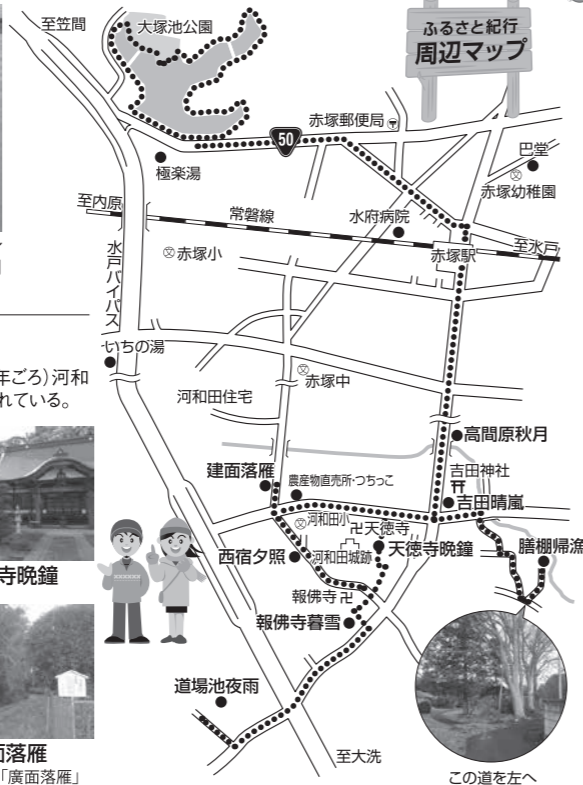 ふるさと紀行
周辺マップ
至笠間
大塚池公園
赤塚郵便局
50
巴堂
極楽湯
赤塚幼稚園
至内原
常磐線
水府病院
赤塚駅
至水戸
水戸バイパス
赤塚小
いちの湯
年ごろ)河和
れている。
赤塚中
河和田住宅
高間原秋月
建面落雁
農産物直売所・つちっこ
吉田神社
吉田晴嵐
河和田小
天徳寺
西宿夕照
河和田城跡
天徳寺晩鐘
膳棚帰漁
寺晩鐘
報佛寺
報佛寺暮雪
道場池夜雨
面落雁
「廣面落雁」
至大洗
この道を左へ